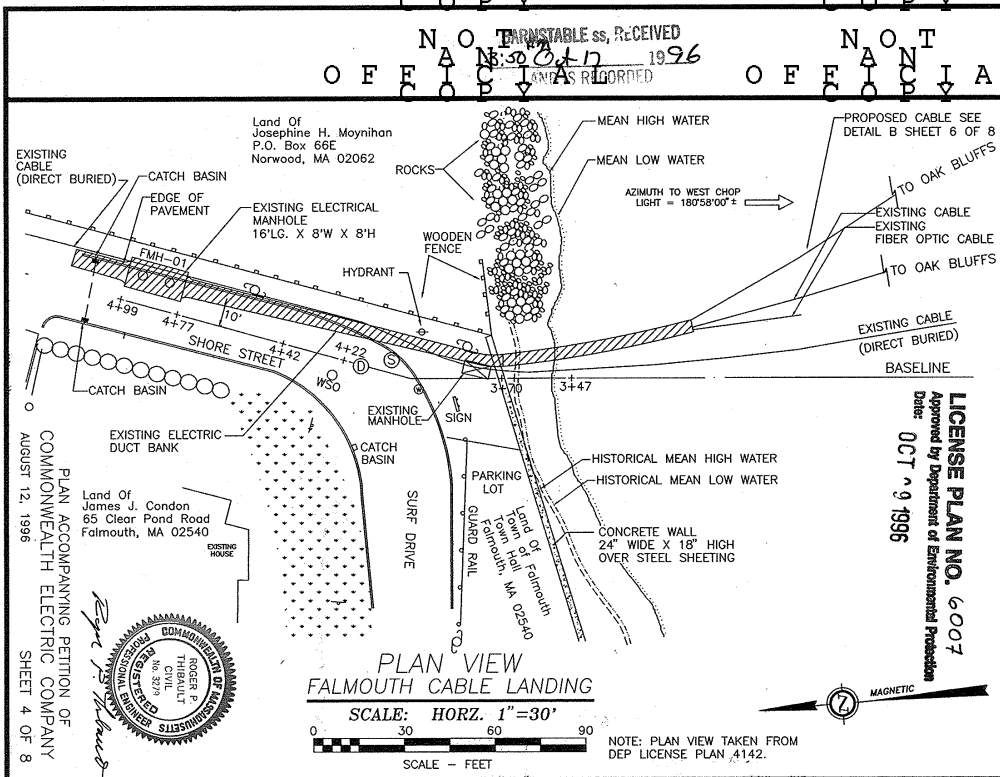 N O T
A N
O F F I C I A L
C O P Y
N O T
A N
O F F I C I A
C O P Y
BARNSTABLE ss, RECEIVED
Oct 17 1996
AND IS RECORDED
Land Of
Josephine H. Moynihan
P.O. Box 66E
Norwood, MA 02062
MEAN HIGH WATER
MEAN LOW WATER
ROCKS
PROPOSED CABLE SEE
DETAIL B SHEET 6 OF 8
EXISTING
CABLE
(DIRECT BURIED)
CATCH BASIN
EDGE OF
PAVEMENT
EXISTING ELECTRICAL
MANHOLE
16'LG. X 8'W X 8'H
AZIMUTH TO WEST CHOP
LIGHT = 180°58'00"±
TO OAK BLUFFS
EXISTING CABLE
EXISTING
FIBER OPTIC CABLE
TO OAK BLUFFS
WOODEN
FENCE
HYDRANT
FMH-01
4+99
4+77
10'
4+42
4+22
SHORE STREET
D
S
WSO
3+70
3+47
EXISTING CABLE
(DIRECT BURIED)
BASELINE
CATCH BASIN
EXISTING
MANHOLE
SIGN
EXISTING ELECTRIC
DUCT BANK
CATCH
BASIN
PARKING
LOT
SURF DRIVE
GUARD RAIL
Land Of
Town of Falmouth
Town Hall
Falmouth, MA 02540
HISTORICAL MEAN HIGH WATER
HISTORICAL MEAN LOW WATER
CONCRETE WALL
24" WIDE X 18" HIGH
OVER STEEL SHEETING
Land Of
James J. Condon
65 Clear Pond Road
Falmouth, MA 02540
EXISTING
HOUSE
LICENSE PLAN NO. 6007
Approved by Department of Environmental Protection
Date:
OCT 09 1996
PLAN ACCOMPANYING PETITION OF
COMMONWEALTH ELECTRIC COMPANY
AUGUST 12, 1996
SHEET 4 OF 8
COMMONWEALTH OF MASSACHUSETTS
ROGER P.
THIBAULT
CIVIL
No. 3279
REGISTERED
PROFESSIONAL ENGINEER
PLAN VIEW
FALMOUTH CABLE LANDING
SCALE: HORZ. 1"=30'
0 30 60 90
SCALE - FEET
NOTE: PLAN VIEW TAKEN FROM
DEP LICENSE PLAN 4142.
N
MAGNETIC